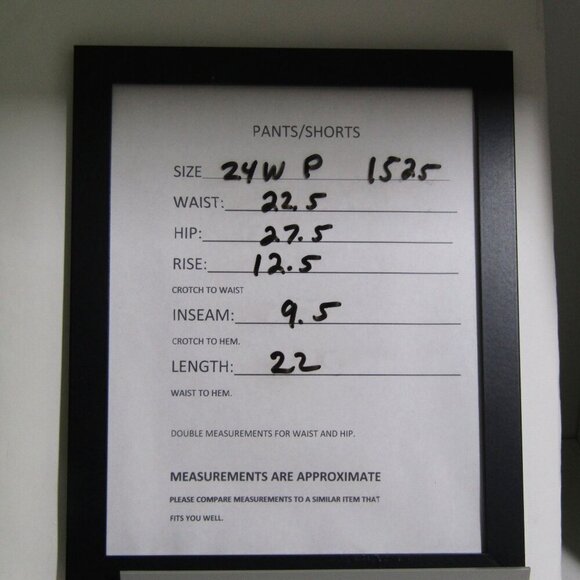 PANTS/SHORTS
SIZE 24W P 1525
WAIST: 22.5
HIP: 27.5
RISE: 12.5
CROTCH TO WAIST
INSEAM: 9.5
CROTCH TO HEM.
LENGTH: 22
WAIST TO HEM.
DOUBLE MEASUREMENTS FOR WAIST AND HIP.
MEASUREMENTS ARE APPROXIMATE
PLEASE COMPARE MEASUREMENTS TO A SIMILAR ITEM THAT
FITS YOU WELL.